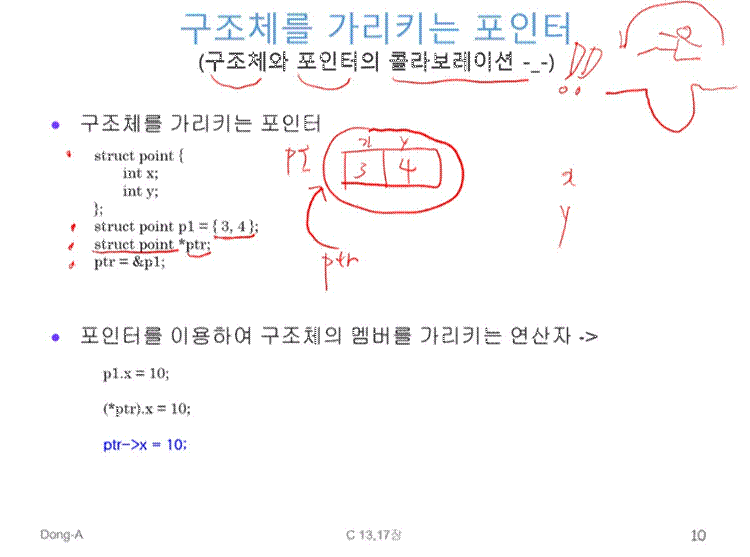 구조체를 가리키는 포인터
(구조체와 포인터의 콜라보레이션 -_-) !!
• 구조체를 가리키는 포인터
struct point {
int x;
int y;
};
struct point p1 = { 3, 4 };
struct point *ptr;
ptr = &p1;
x y
p1 3 4
ptr
x
y
• 포인터를 이용하여 구조체의 멤버를 가리키는 연산자 ->
p1.x = 10;
(*ptr).x = 10;
ptr->x = 10;
Dong-A C 13,17장 10